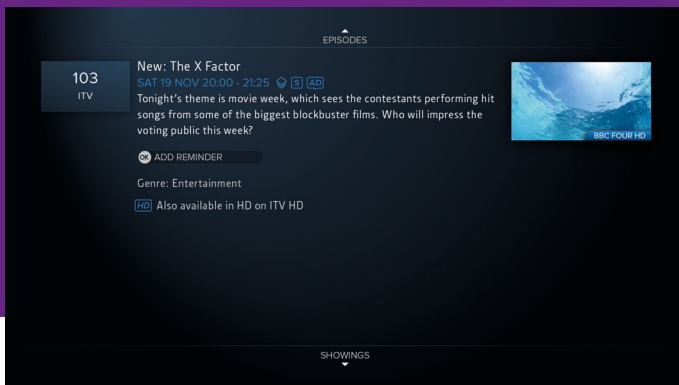 EPISODES
103
ITV
New: The X Factor
SAT 19 NOV 20:00 - 21:25 S AD
Tonight's theme is movie week, which sees the contestants performing hit
songs from some of the biggest blockbuster films. Who will impress the
voting public this week?
BBC FOUR HD
OK ADD REMINDER
Genre: Entertainment
HD Also available in HD on ITV HD
SHOWINGS